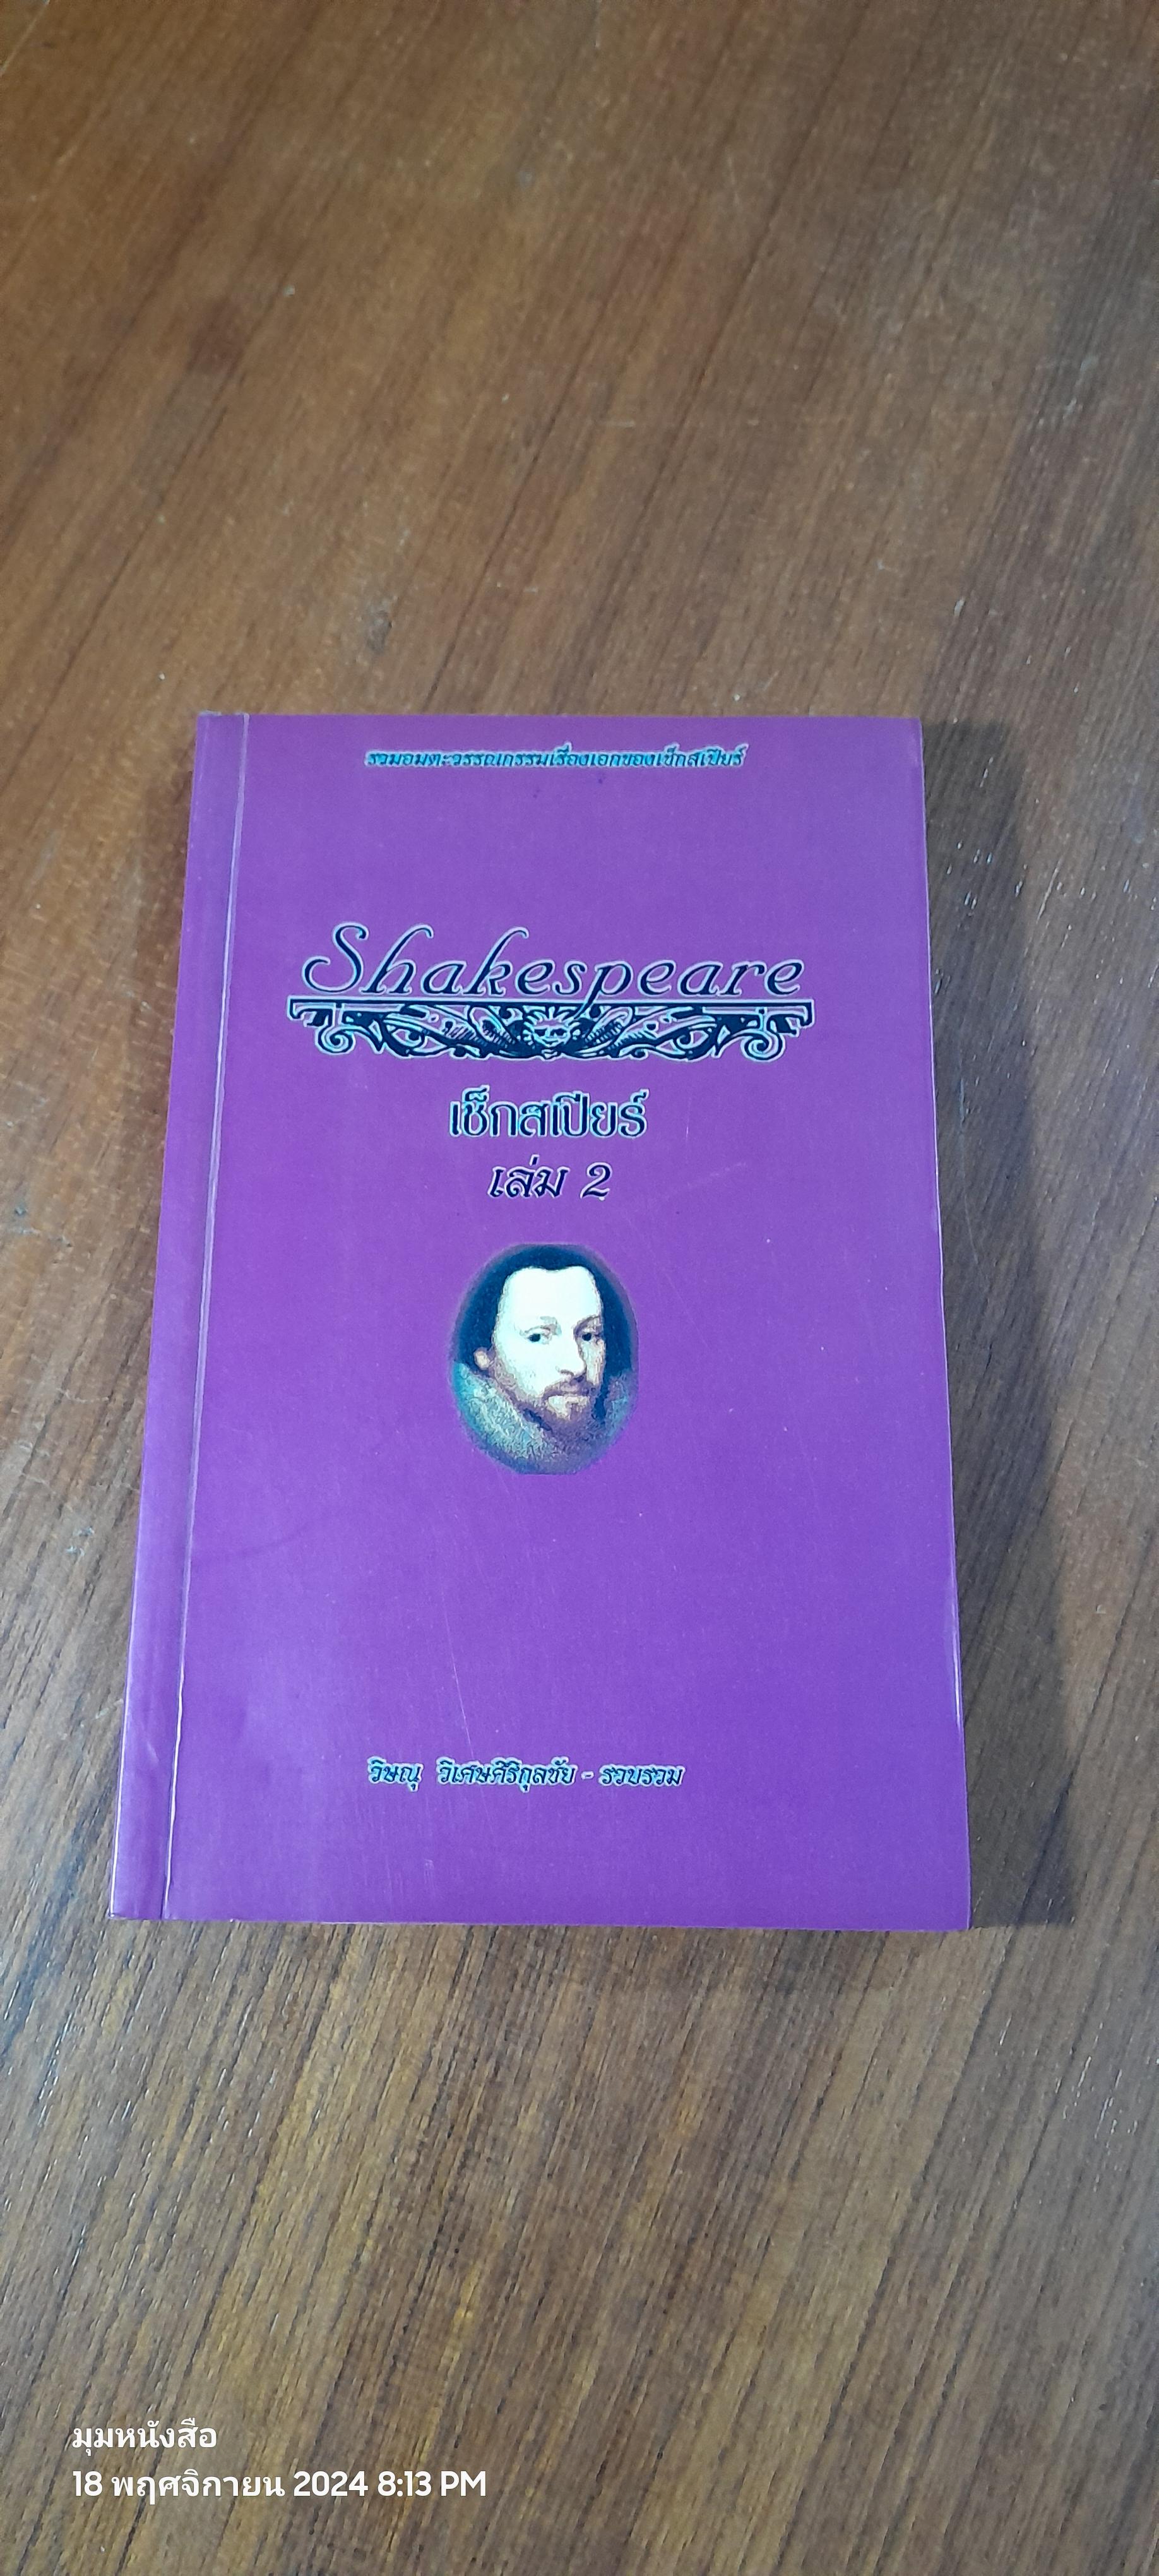 รวมอมตะวรรณกรรมเรื่องเอกของเช็กสเปียร์
Shakespeare
เช็กสเปียร์
เล่ม 2
วิษณุ วิเศษศิริกุลชัย - รวบรวม
มุมหนังสือ
18 พฤศจิกายน 2024 8:13 PM